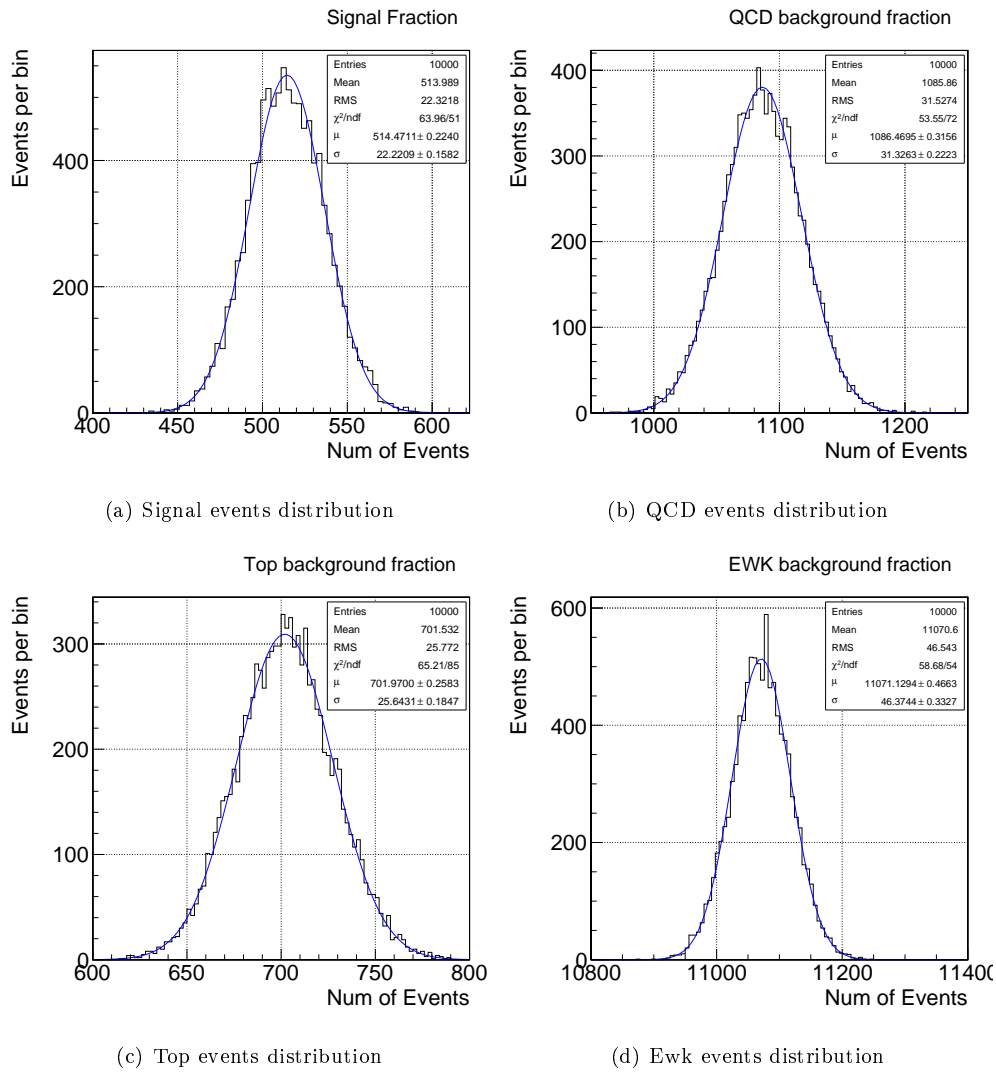 Signal Fraction
Events per bin
Entries 10000
Mean 513.989
RMS 22.3218
χ²/ndf 63.96/51
μ 514.4711± 0.2240
σ 22.2209 ± 0.1582
400
200
0
400 450 500 550 600
Num of Events
(a) Signal events distribution
QCD background fraction
Events per bin
Entries 10000
Mean 1085.86
RMS 31.5274
χ²/ndf 53.55/72
μ 1086.4695 ± 0.3156
σ 31.3263 ± 0.2223
400
300
200
100
0
1000 1100 1200
Num of Events
(b) QCD events distribution
Top background fraction
Events per bin
Entries 10000
Mean 701.532
RMS 25.772
χ²/ndf 65.21/85
μ 701.9700 ± 0.2583
σ 25.6431 ± 0.1847
300
200
100
0
600 650 700 750 800
Num of Events
(c) Top events distribution
EWK background fraction
Events per bin
Entries 10000
Mean 11070.6
RMS 46.543
χ²/ndf 58.68/54
μ 11071.1294 ± 0.4663
σ 46.3744 ± 0.3327
600
400
200
0
10800 11000 11200 11400
Num of Events
(d) Ewk events distribution